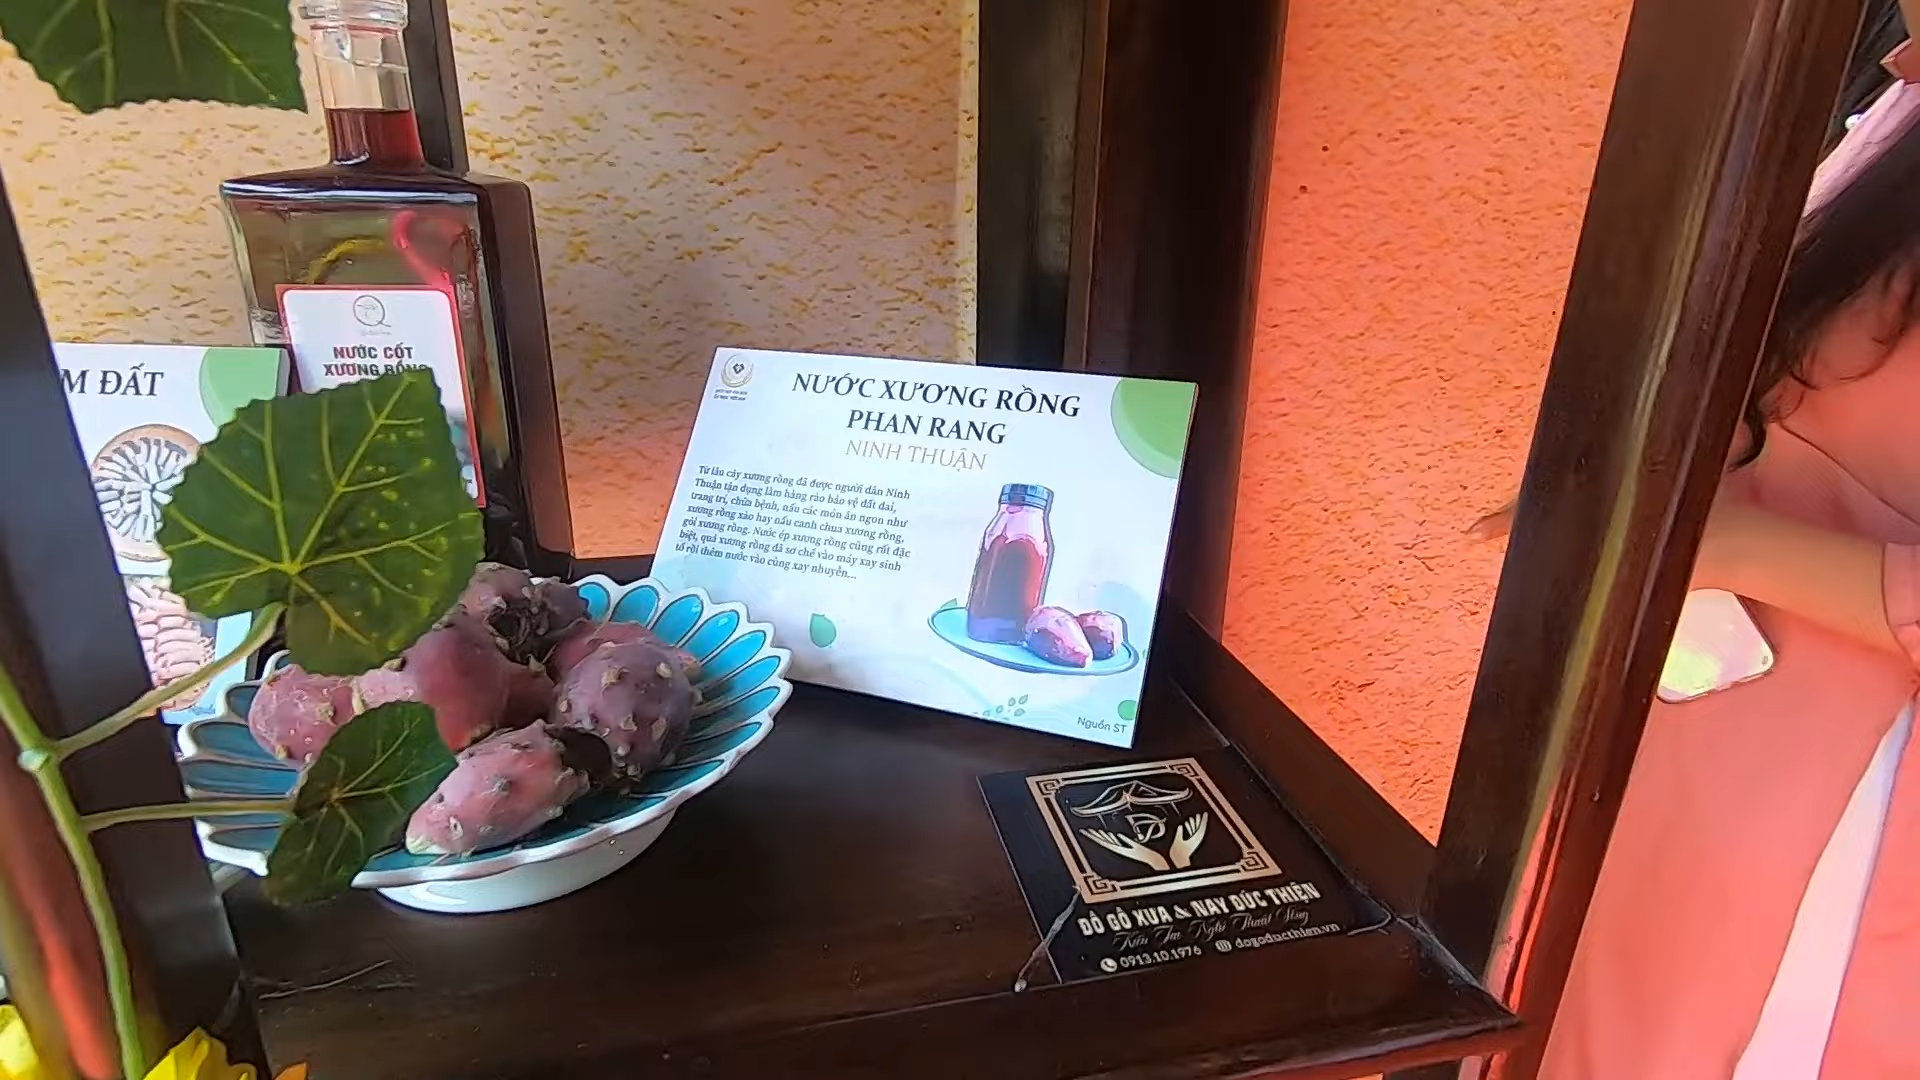 NƯỚC CỐT
XƯƠNG RỒNG
M ĐẤT
NƯỚC XƯƠNG RỒNG
PHAN RANG
NINH THUẬN
Từ lâu cây xương rồng đã được người dân Ninh
Thuận tận dụng làm hàng rào bảo vệ đất đai,
trang trí, chữa bệnh, nấu các món ăn ngon như
xương rồng xào hay nấu canh chua xương rồng,
gỏi xương rồng. Nước ép xương rồng cũng rất đặc
biệt, quả xương rồng đã sơ chế vào máy xay sinh
tố rồi thêm nước vào cùng xay nhuyễn...
Nguồn ST
ĐỒ GỖ XƯA & NAY ĐỨC THIỆN
0913.10.1976 dogoducthien.vn